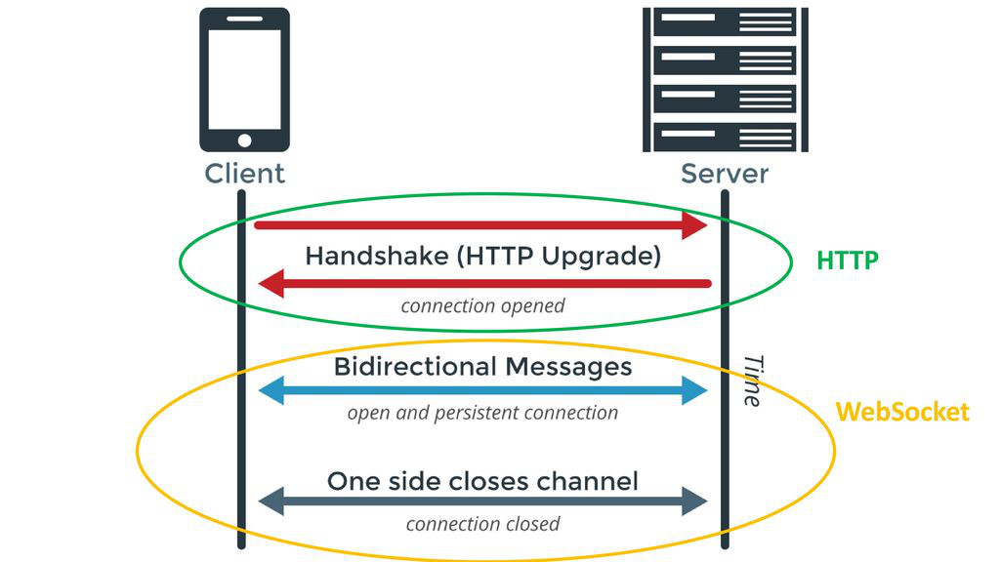 Client
Server
Handshake (HTTP Upgrade)
HTTP
connection opened
Bidirectional Messages
Time
open and persistent connection
WebSocket
One side closes channel
connection closed